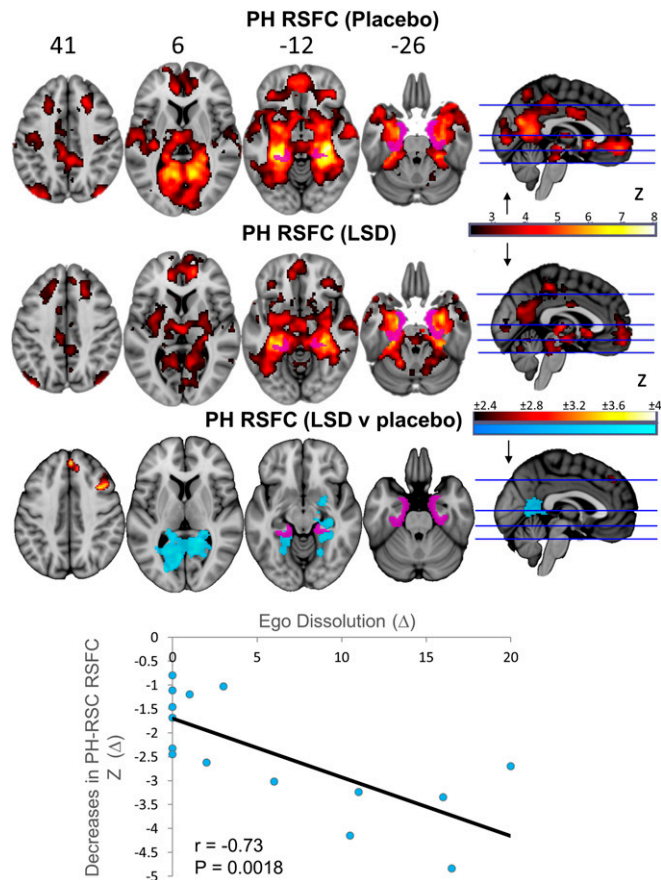 PH RSFC (Placebo)
41 6 -12 -26
Z
3 4 5 6 7 8
PH RSFC (LSD)
Z
±2.4 ±2.8 ±3.2 ±3.6 ±4
PH RSFC (LSD v placebo)
Ego Dissolution (Δ)
0 5 10 15 20
0
-0.5
-1
-1.5
-2
-2.5
-3
-3.5
-4
-4.5
-5
Decreases in PH-RSC RSFC
Z (Δ)
r = -0.73
P = 0.0018